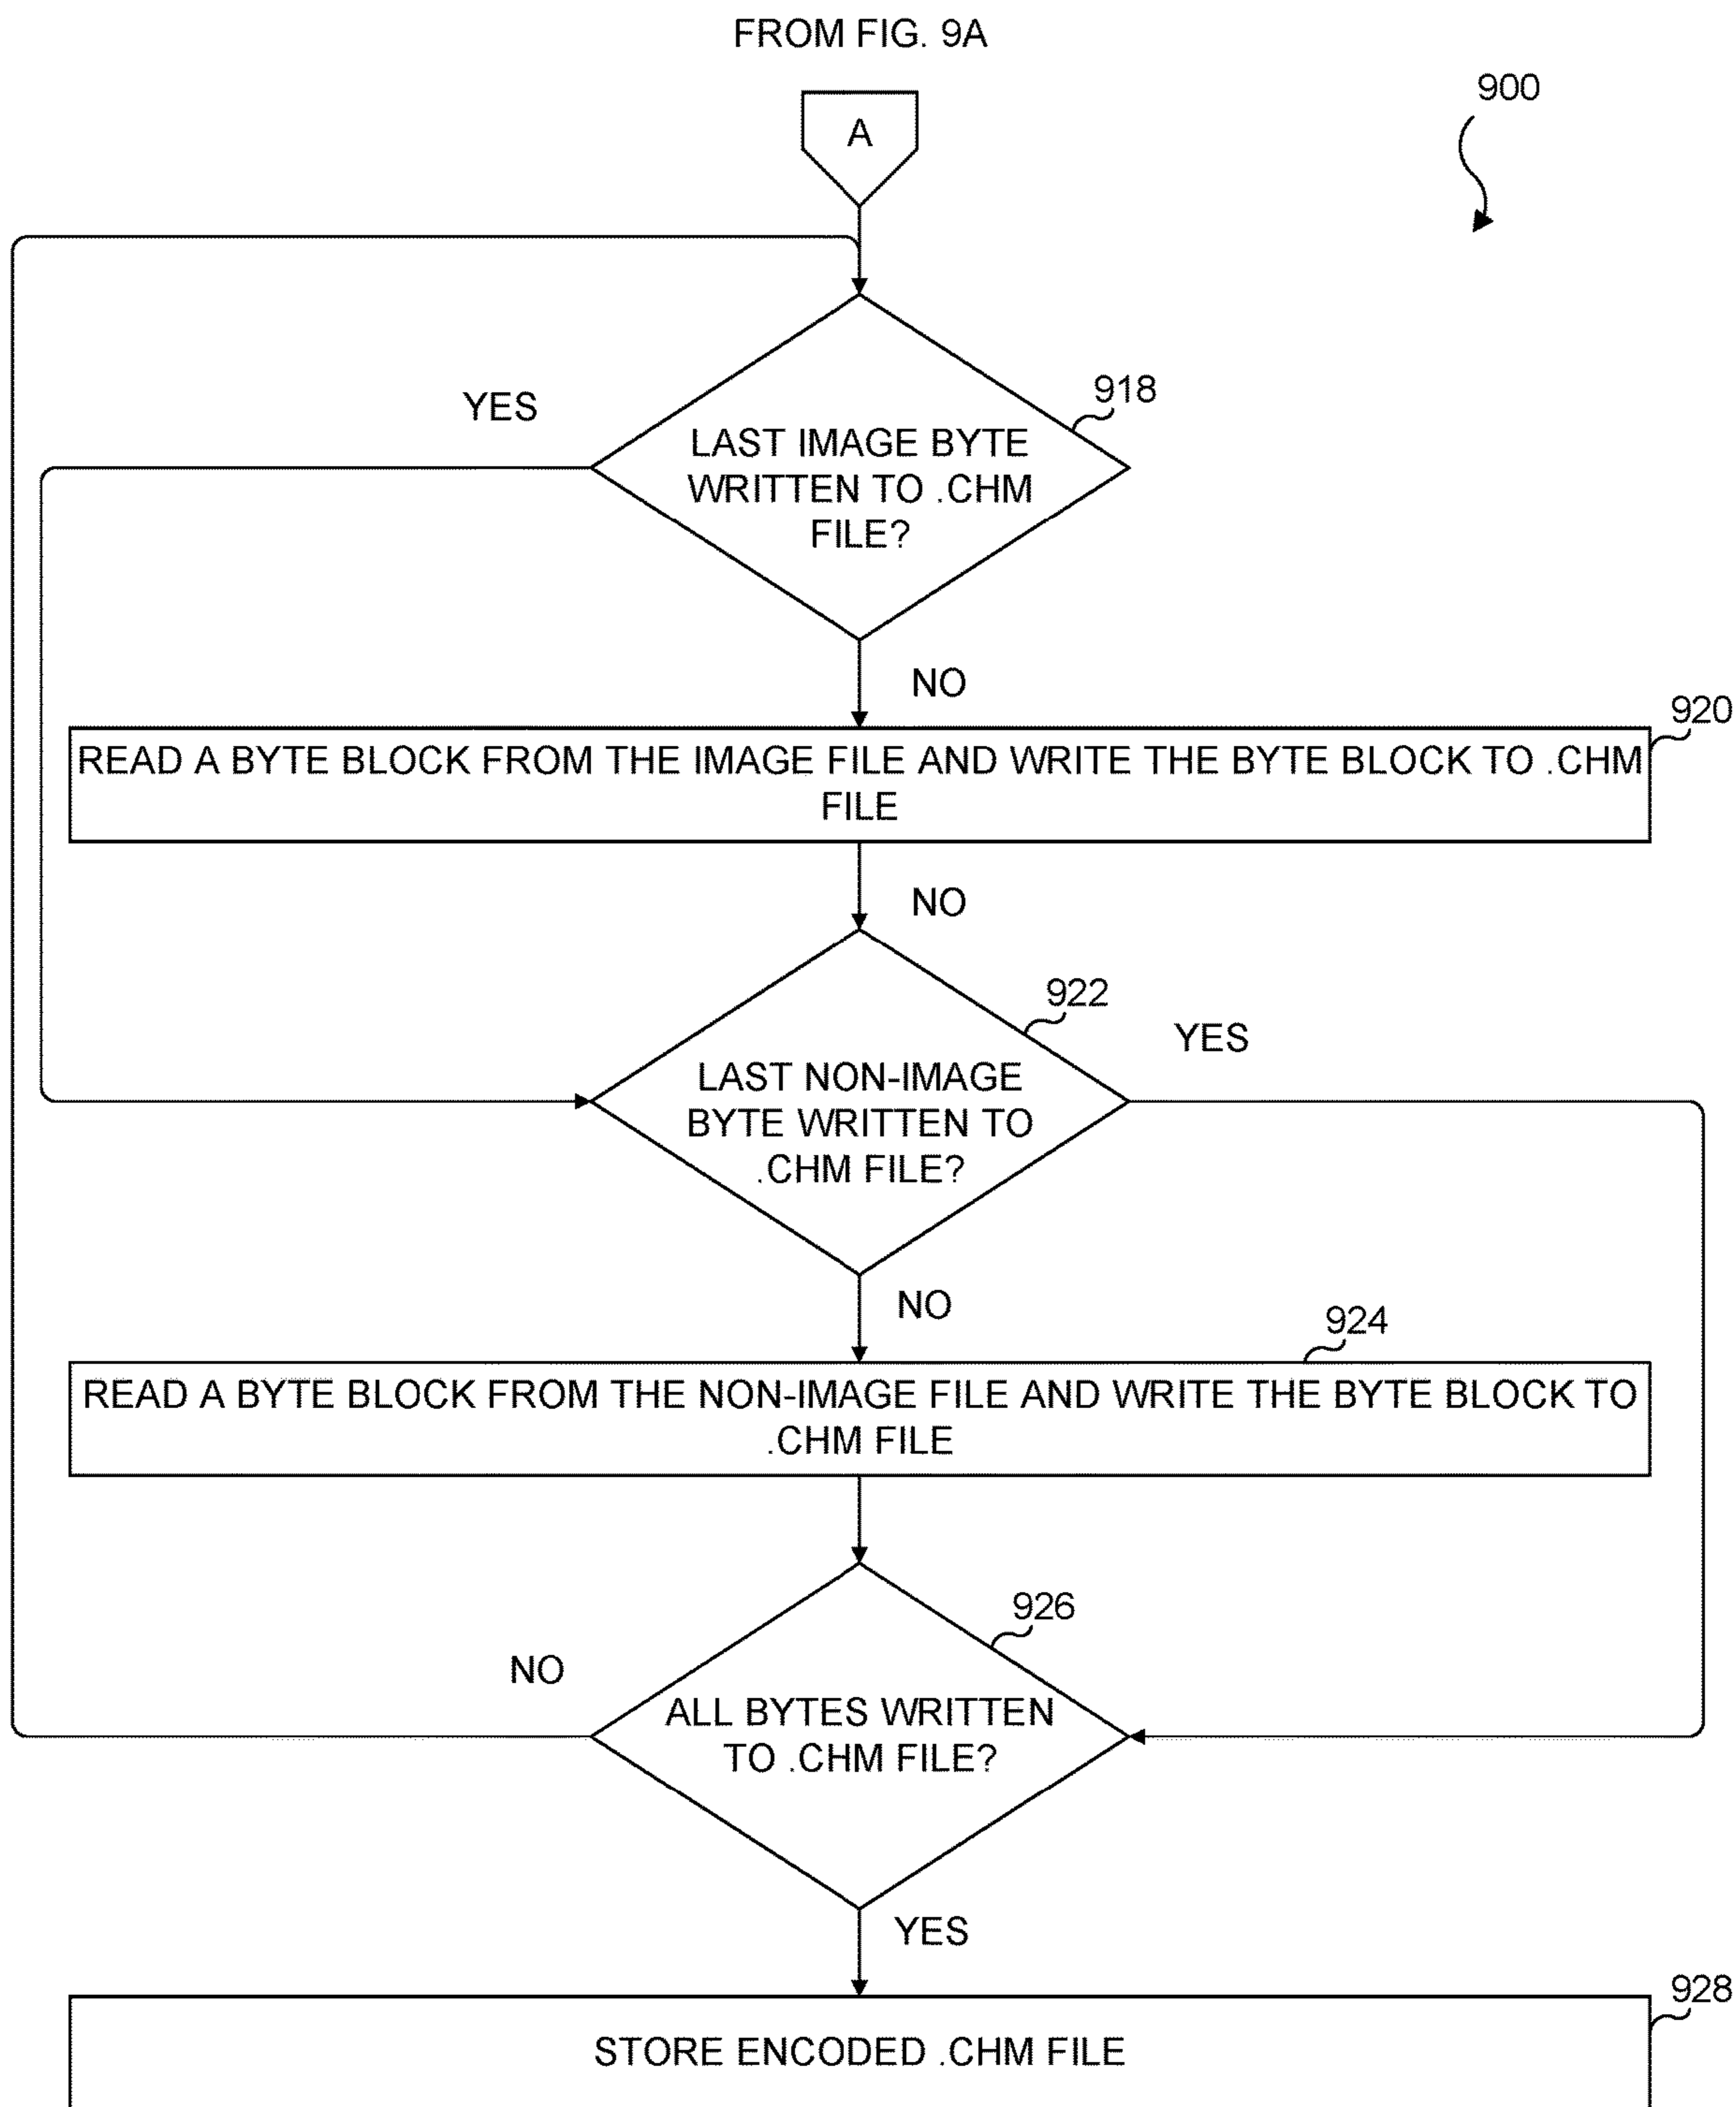 FROM FIG. 9A
900
A
918
YES
LAST IMAGE BYTE
WRITTEN TO .CHM
FILE?
NO
920
READ A BYTE BLOCK FROM THE IMAGE FILE AND WRITE THE BYTE BLOCK TO .CHM
FILE
NO
922
YES
LAST NON-IMAGE
BYTE WRITTEN TO
.CHM FILE?
NO
924
READ A BYTE BLOCK FROM THE NON-IMAGE FILE AND WRITE THE BYTE BLOCK TO
.CHM FILE
926
NO
ALL BYTES WRITTEN
TO .CHM FILE?
YES
928
STORE ENCODED .CHM FILE